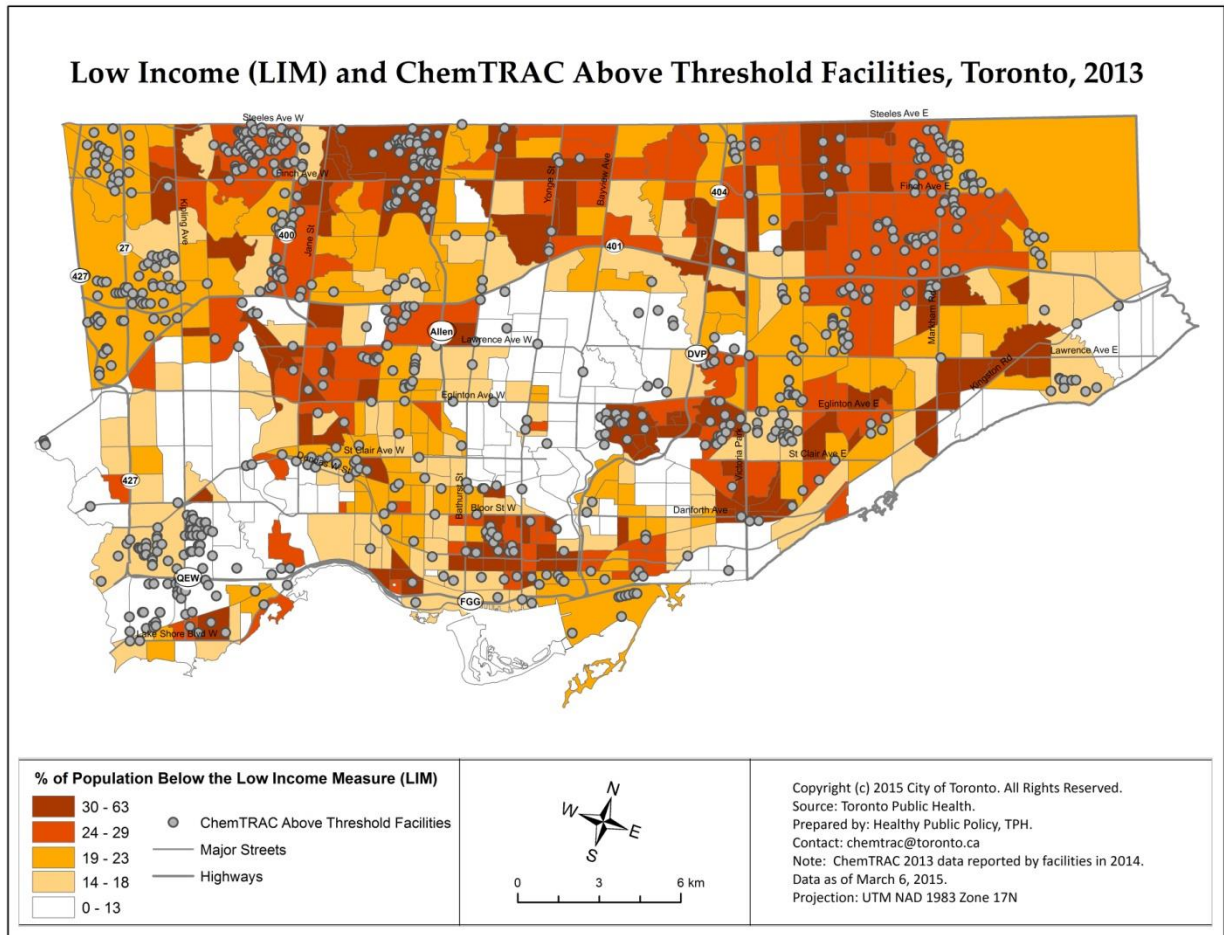 Low Income (LIM) and ChemTRAC Above Threshold Facilities, Toronto, 2013
Steeles Ave W
Steeles Ave E
Finch Ave W
Finch Ave E
Kipling Ave
Jane St
Yonge St
Bayview Ave
404
27
400
401
427
Markham Rd
Allen
Lawrence Ave W
DVP
Lawrence Ave E
Kingston Rd
Eglinton Ave W
Eglinton Ave E
Victoria Park
St Clair Ave W
St Clair Ave E
Dundas W St
427
Bathurst St
Bloor St W
Danforth Ave
QEW
FGG
Lake Shore Blvd W
% of Population Below the Low Income Measure (LIM)
30 - 63
24 - 29
19 - 23
14 - 18
0 - 13
ChemTRAC Above Threshold Facilities
Major Streets
Highways
N
W
E
S
0 3 6 km
Copyright (c) 2015 City of Toronto. All Rights Reserved.
Source: Toronto Public Health.
Prepared by: Healthy Public Policy, TPH.
Contact: chemtrac@toronto.ca
Note: ChemTRAC 2013 data reported by facilities in 2014.
Data as of March 6, 2015.
Projection: UTM NAD 1983 Zone 17N